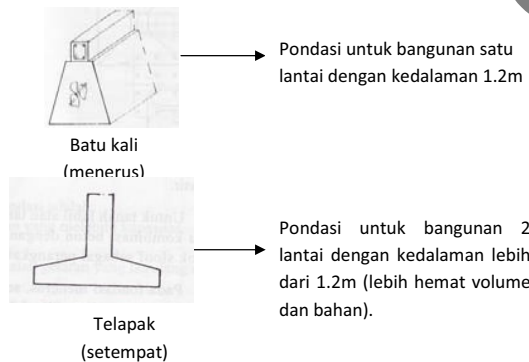 Pondasi untuk bangunan satu
lantai dengan kedalaman 1.2m
Batu kali
(menerus)
Pondasi untuk bangunan 2
lantai dengan kedalaman lebih
dari 1.2m (lebih hemat volume
dan bahan).
Telapak
(setempat)